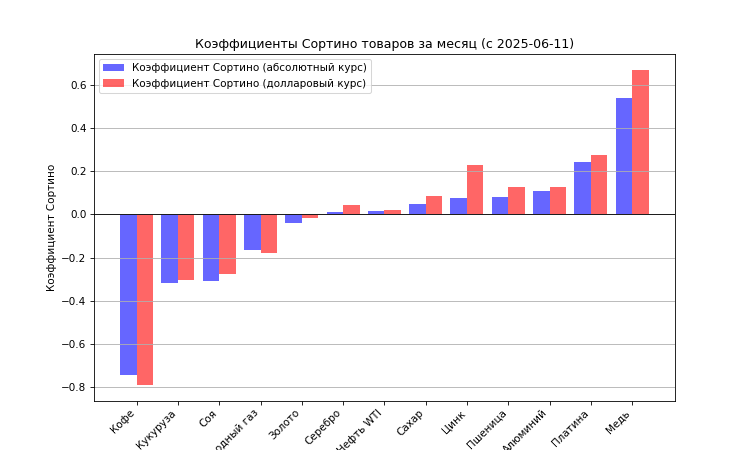 Коэффициенты Сортино товаров за месяц (с 2025-06-11)
Коэффициент Сортино (абсолютный курс)
Коэффициент Сортино (долларовый курс)
Коэффициент Сортино
0.6
0.4
0.2
0.0
−0.2
−0.4
−0.6
−0.8
Кофе
Кукуруза
Соя
газ
Золото
Серебро
Нефть WTI
Сахар
Цинк
Пшеница
Алюминий
Платина
Медь